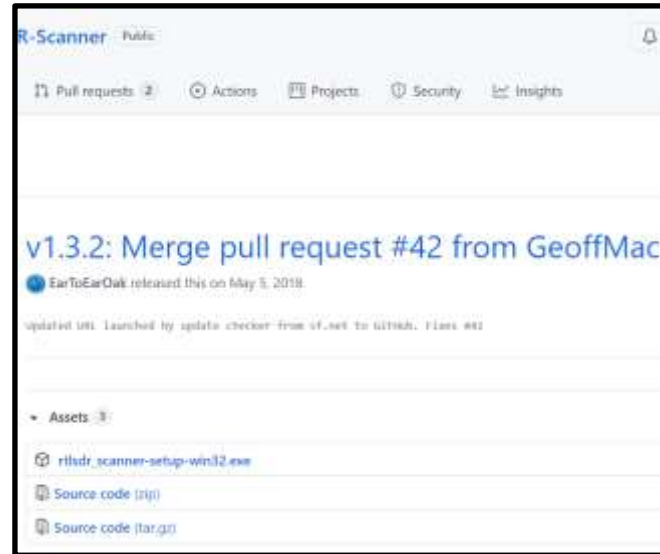 R-Scanner Public
Pull requests 2 Actions Projects Security Insights
v1.3.2: Merge pull request #42 from GeoffMac
EarToEarOak released this on May 5, 2018
Updated URL launched by update checker from sf.net to GitHub. Fixes #41
Assets 3
rtlsdr_scanner-setup-win32.exe
Source code (zip)
Source code (tar.gz)